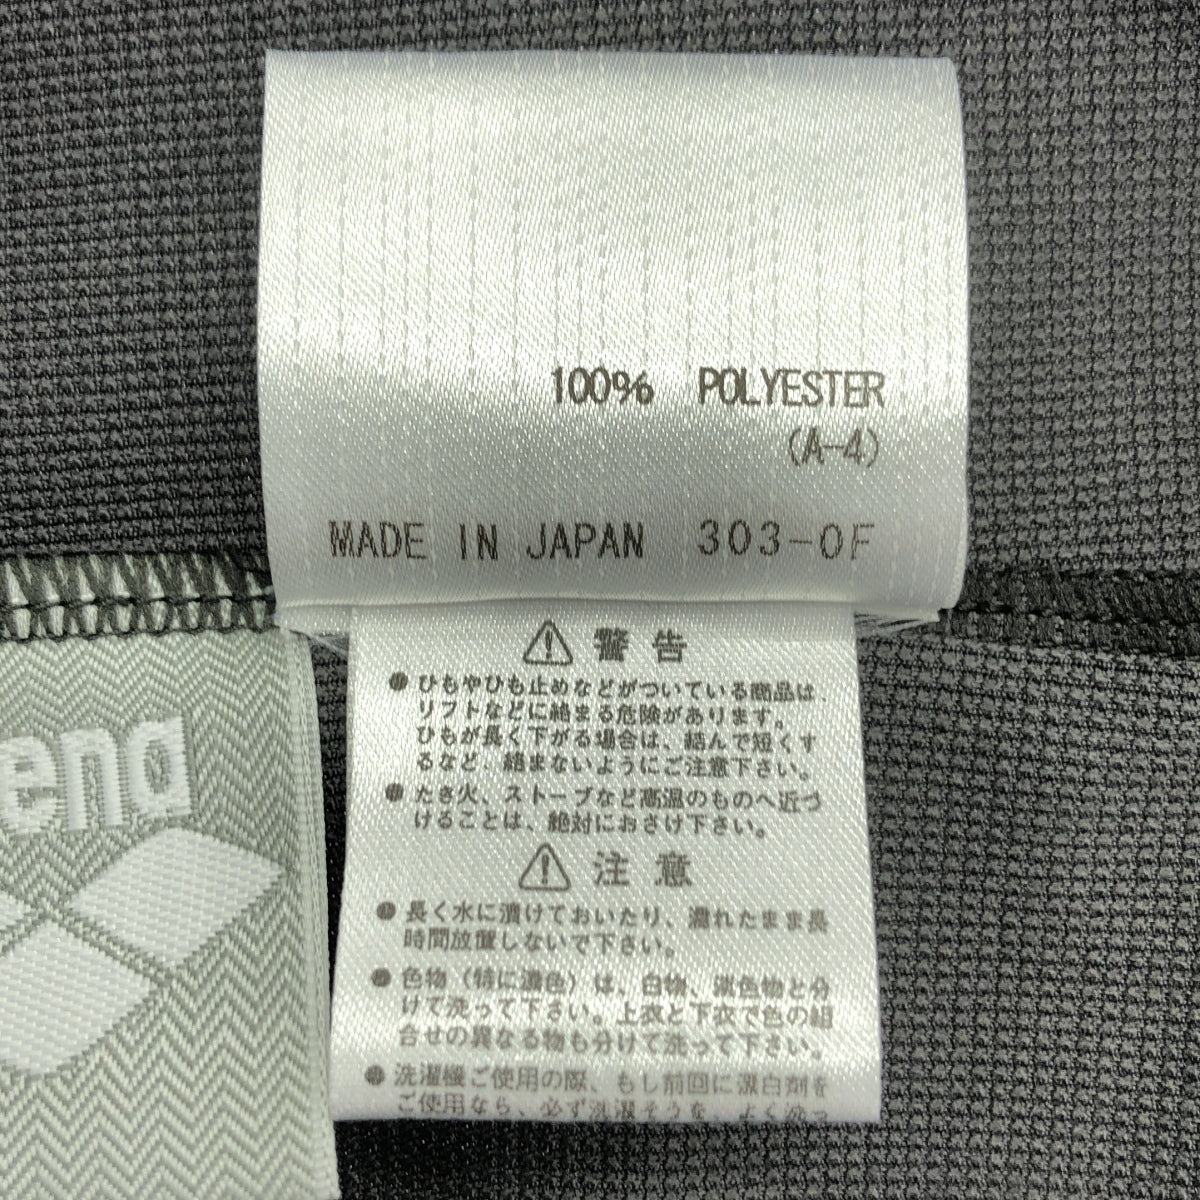 100% POLYESTER
(A-4)
MADE IN JAPAN 303-0F
ena
警告
●ひもやひも止めなどがついている商品は
リフトなどに絡まる危険があります。
ひもが長く下がる場合は、結んで短くす
るなど、絡まないようにご注意下さい。
●たき火、ストーブなど高温のものへ近づ
けることは、絶対におさけ下さい。
注意
●長く水に漬けておいたり、濡れたまま長
時間放置しないで下さい。
●色物(特に濃色)は、白物、淡色物と分
けて洗って下さい。上衣と下衣で色の組
合せの異なる物も分けて洗って下さい。
●洗濯機ご使用の際、もし前回に漂白剤を
ご使用なら、必ず洗濯そうを よく洗っ